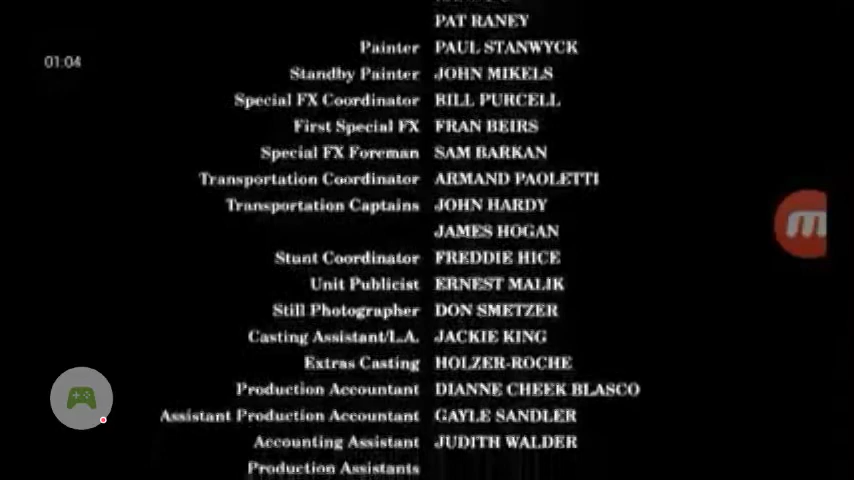 PAT RANEY
Painter PAUL STANWYCK
01:04
Standby Painter JOHN MIKELS
Special FX Coordinator BILL PURCELL
First Special FX FRAN BEIRS
Special FX Foreman SAM BARKAN
Transportation Coordinator ARMAND PAOLETTI
Transportation Captains JOHN HARDY
JAMES HOGAN
Stunt Coordinator FREDDIE HICE
Unit Publicist ERNEST MALIK
Still Photographer DON SMETZER
Casting Assistant/L.A. JACKIE KING
Extras Casting HOLZER-ROCHE
Production Accountant DIANNE CHEEK BLASCO
Assistant Production Accountant GAYLE SANDLER
Accounting Assistant JUDITH WALDER
Production Assistants